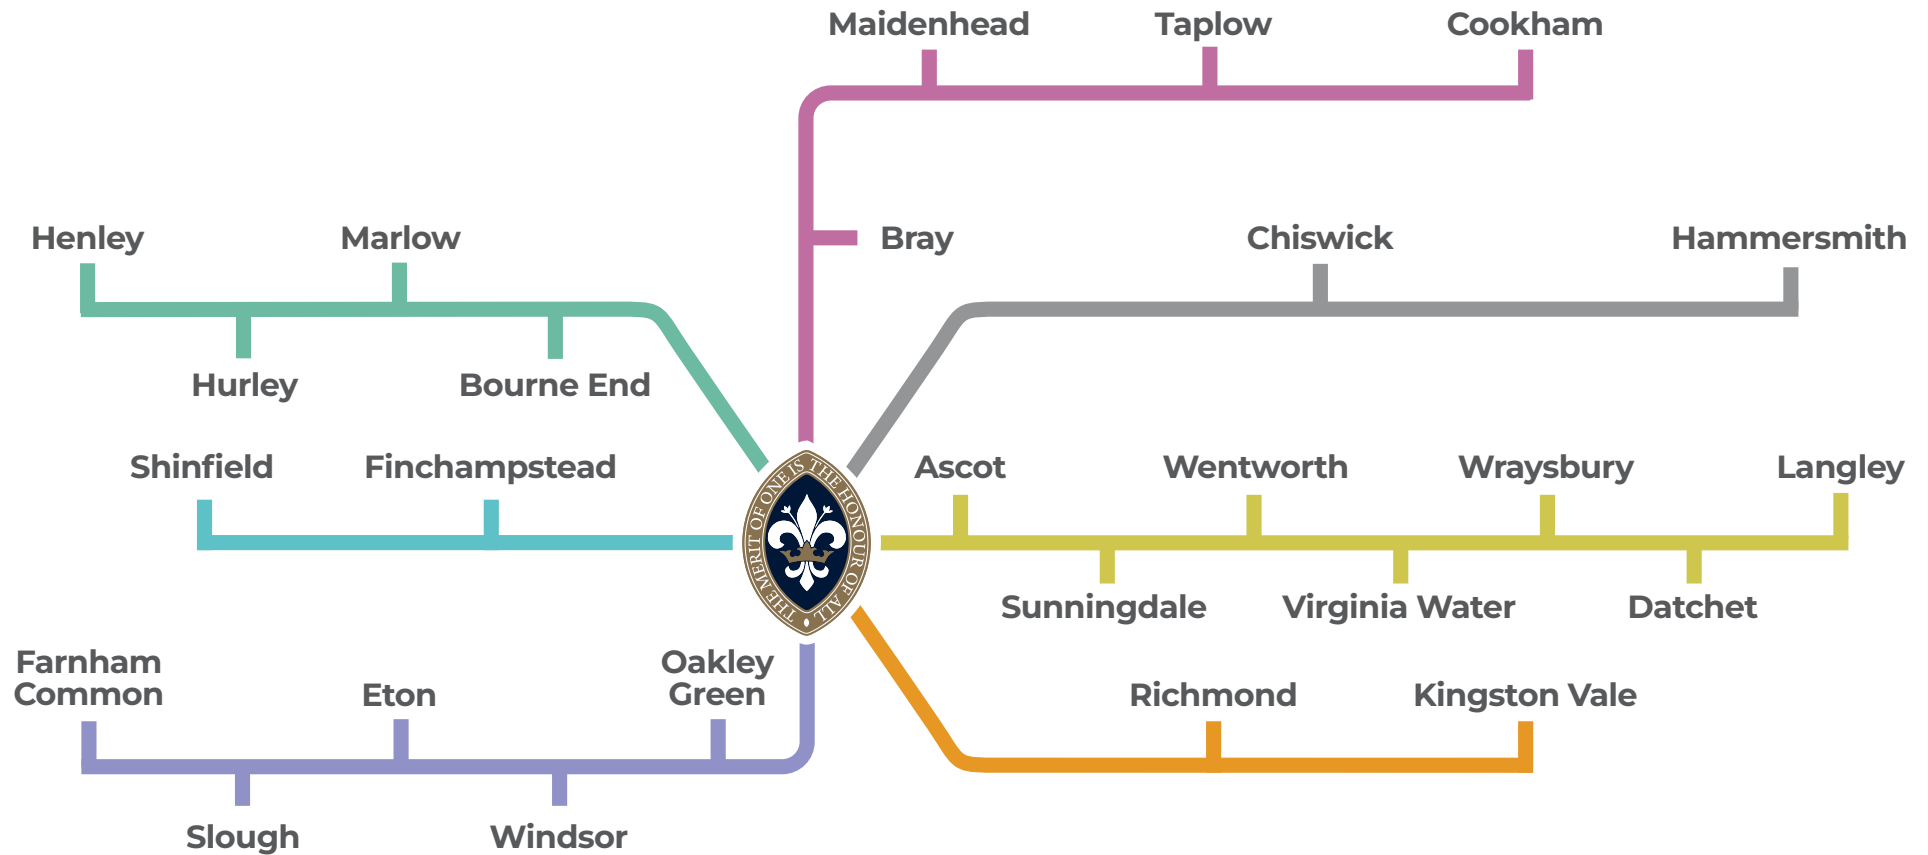 Maidenhead
Taplow
Cookham
Henley
Marlow
Bray
Chiswick
Hammersmith
Hurley
Bourne End
Shinfield
Finchampstead
Ascot
Wentworth
Wraysbury
Langley
THE MERIT OF ONE IS THE HONOUR OF ALL
Sunningdale
Virginia Water
Datchet
Farnham
Common
Eton
Oakley
Green
Richmond
Kingston Vale
Slough
Windsor